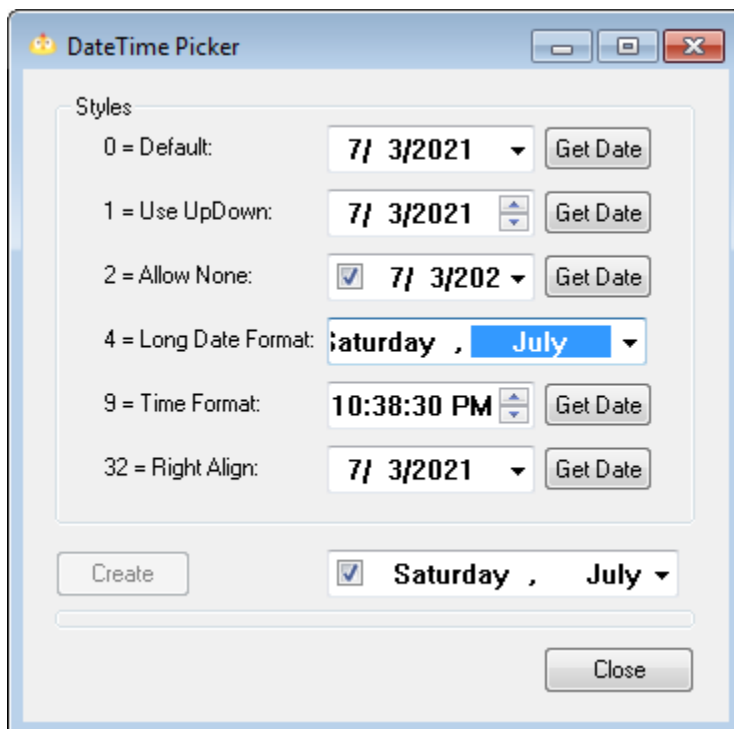 DateTime Picker
Styles
0 = Default: 7/ 3/2021 Get Date
1 = Use UpDown: 7/ 3/2021 Get Date
2 = Allow None: 7/ 3/202 Get Date
4 = Long Date Format: aturday , July
9 = Time Format: 10:38:30 PM Get Date
32 = Right Align: 7/ 3/2021 Get Date
Create Saturday , July
Close